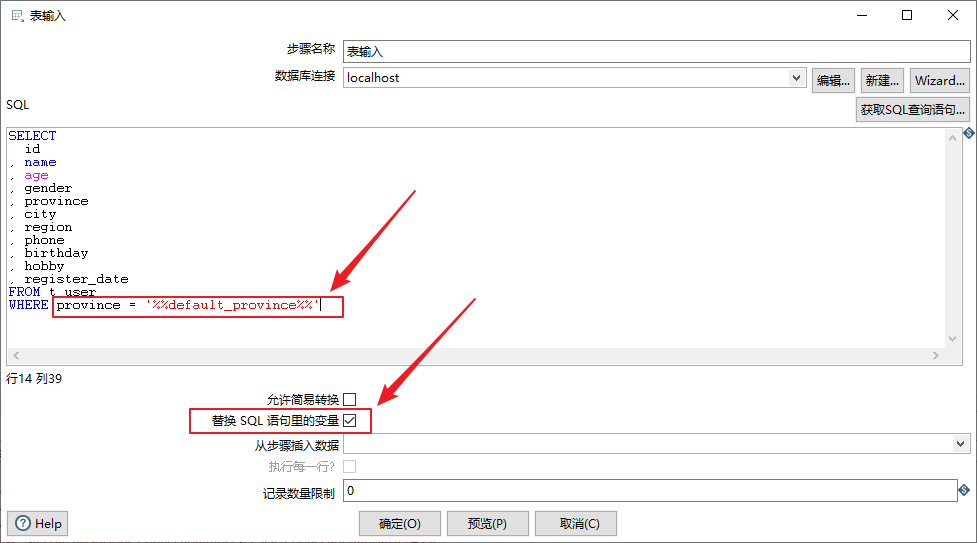 表输入
步骤名称 表输入
数据库连接 localhost 编辑... 新建... Wizard...
SQL 获取SQL查询语句...
SELECT
id
, name
, age
, gender
, province
, city
, region
, phone
, birthday
, hobby
, register_date
FROM t_user
WHERE province = '%%default_province%%'
行14 列39
允许简易转换
替换 SQL 语句里的变量
从步骤插入数据
执行每一行?
记录数量限制 0
Help 确定(O) 预览(P) 取消(C)